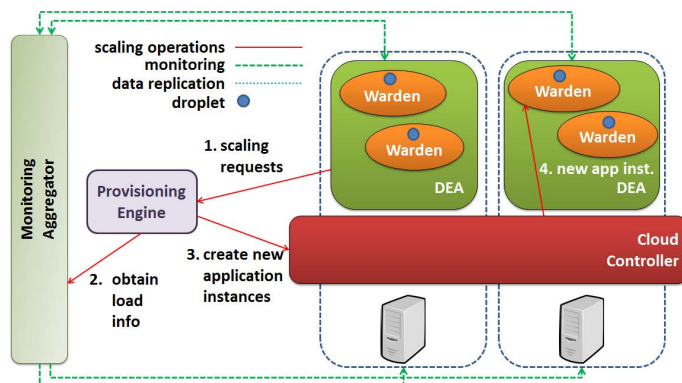 scaling operations
monitoring
data replication
droplet
Monitoring
Aggregator
Provisioning
Engine
1. scaling
requests
2. obtain
load
info
3. create new
application
instances
Warden
Warden
DEA
Warden
Warden
4. new app inst.
DEA
Cloud
Controller